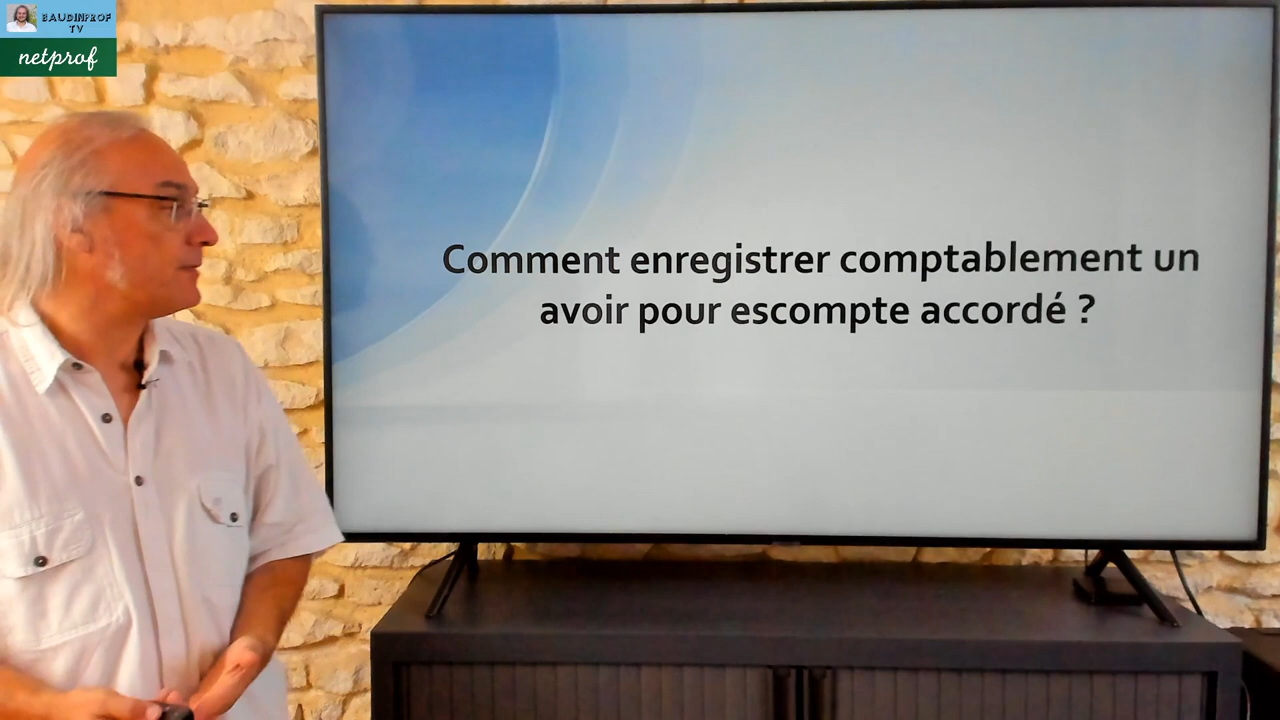 BAUDINPROF
TV
netprof
Comment enregistrer comptablement un
avoir pour escompte accordé ?